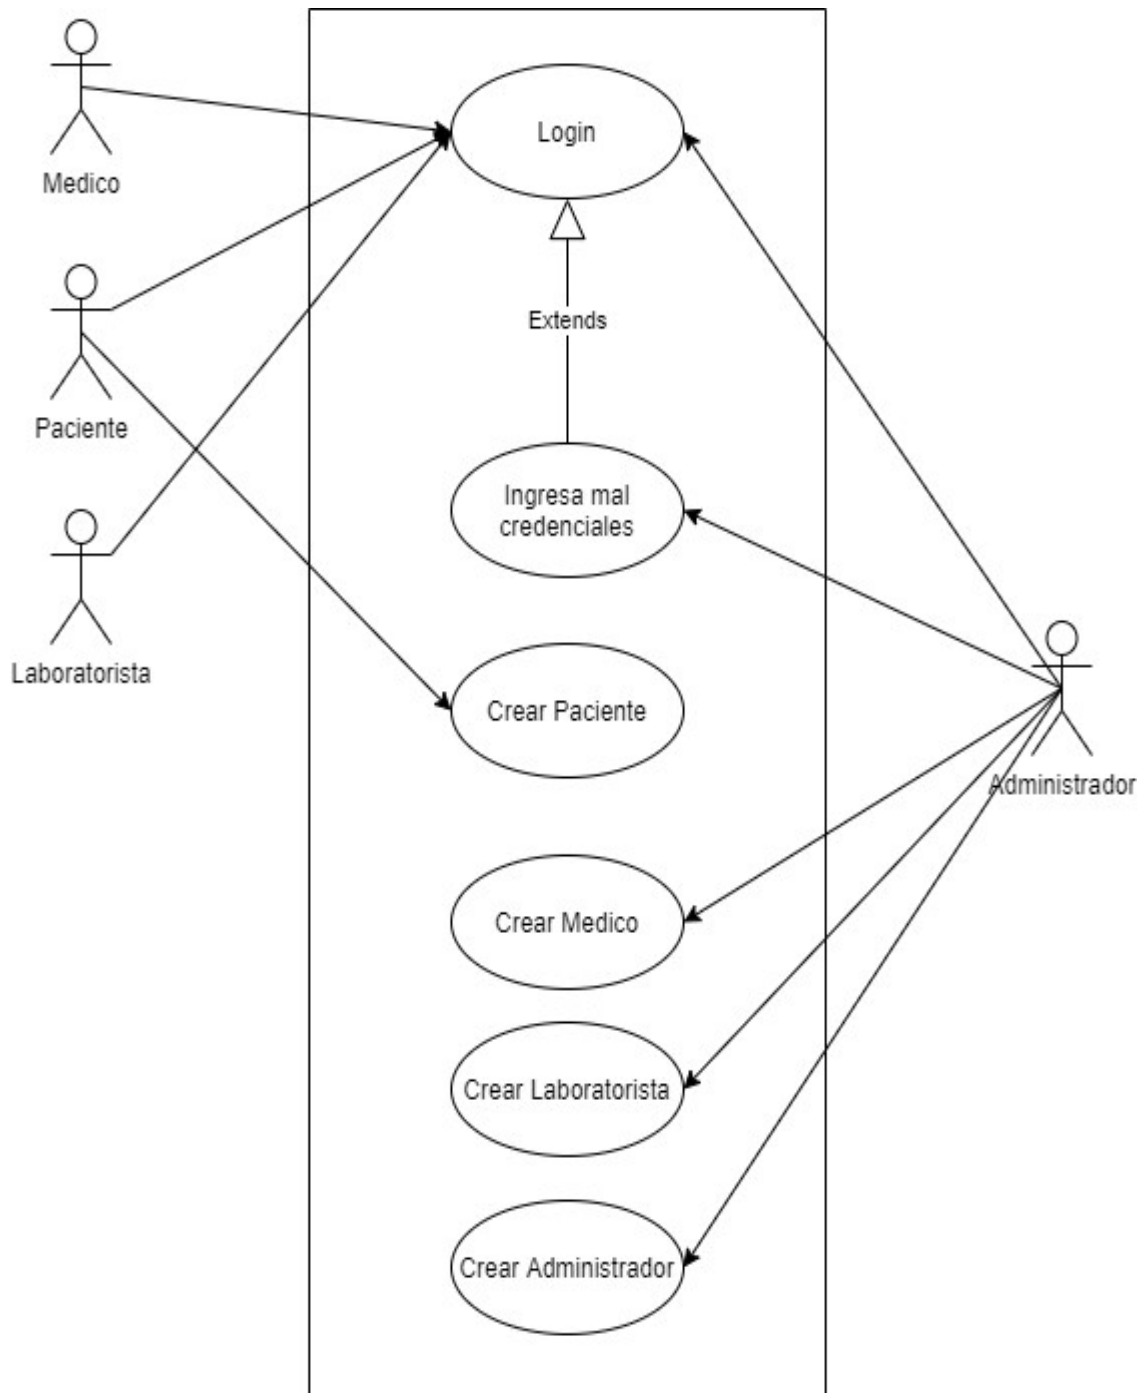 Login
Medico
Extends
Paciente
Ingresa mal
credenciales
Laboratorista
Crear Paciente
Administrador
Crear Medico
Crear Laboratorista
Crear Administrador